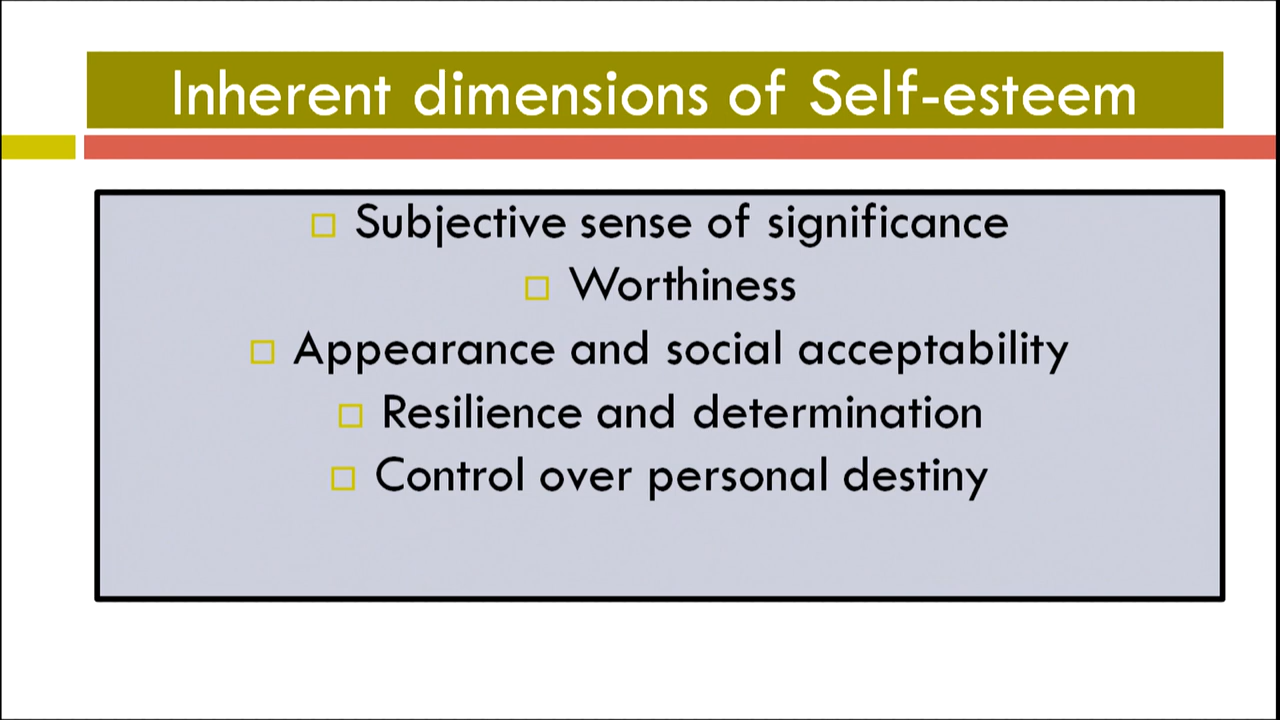 Inherent dimensions of Self-esteem
Subjective sense of significance
Worthiness
Appearance and social acceptability
Resilience and determination
Control over personal destiny